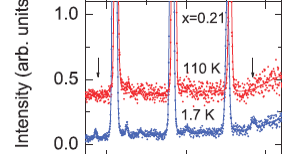 Intensity (arb. units
1.0
x=0.21
110 K
0.5
1.7 K
0.0